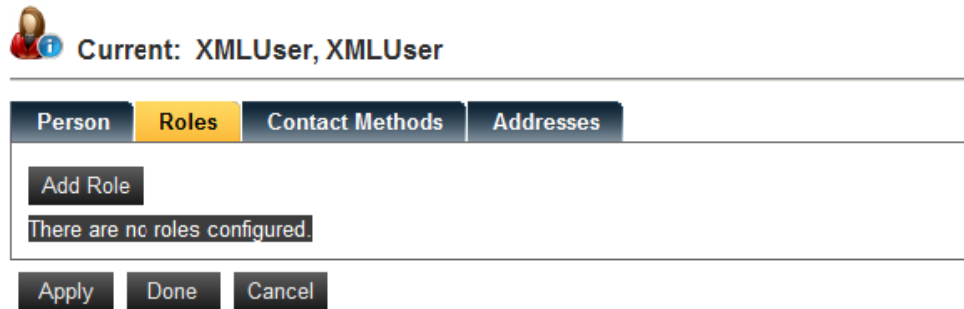 Current: XMLUser, XMLUser
Person Roles Contact Methods Addresses
Add Role
There are no roles configured.
Apply Done Cancel